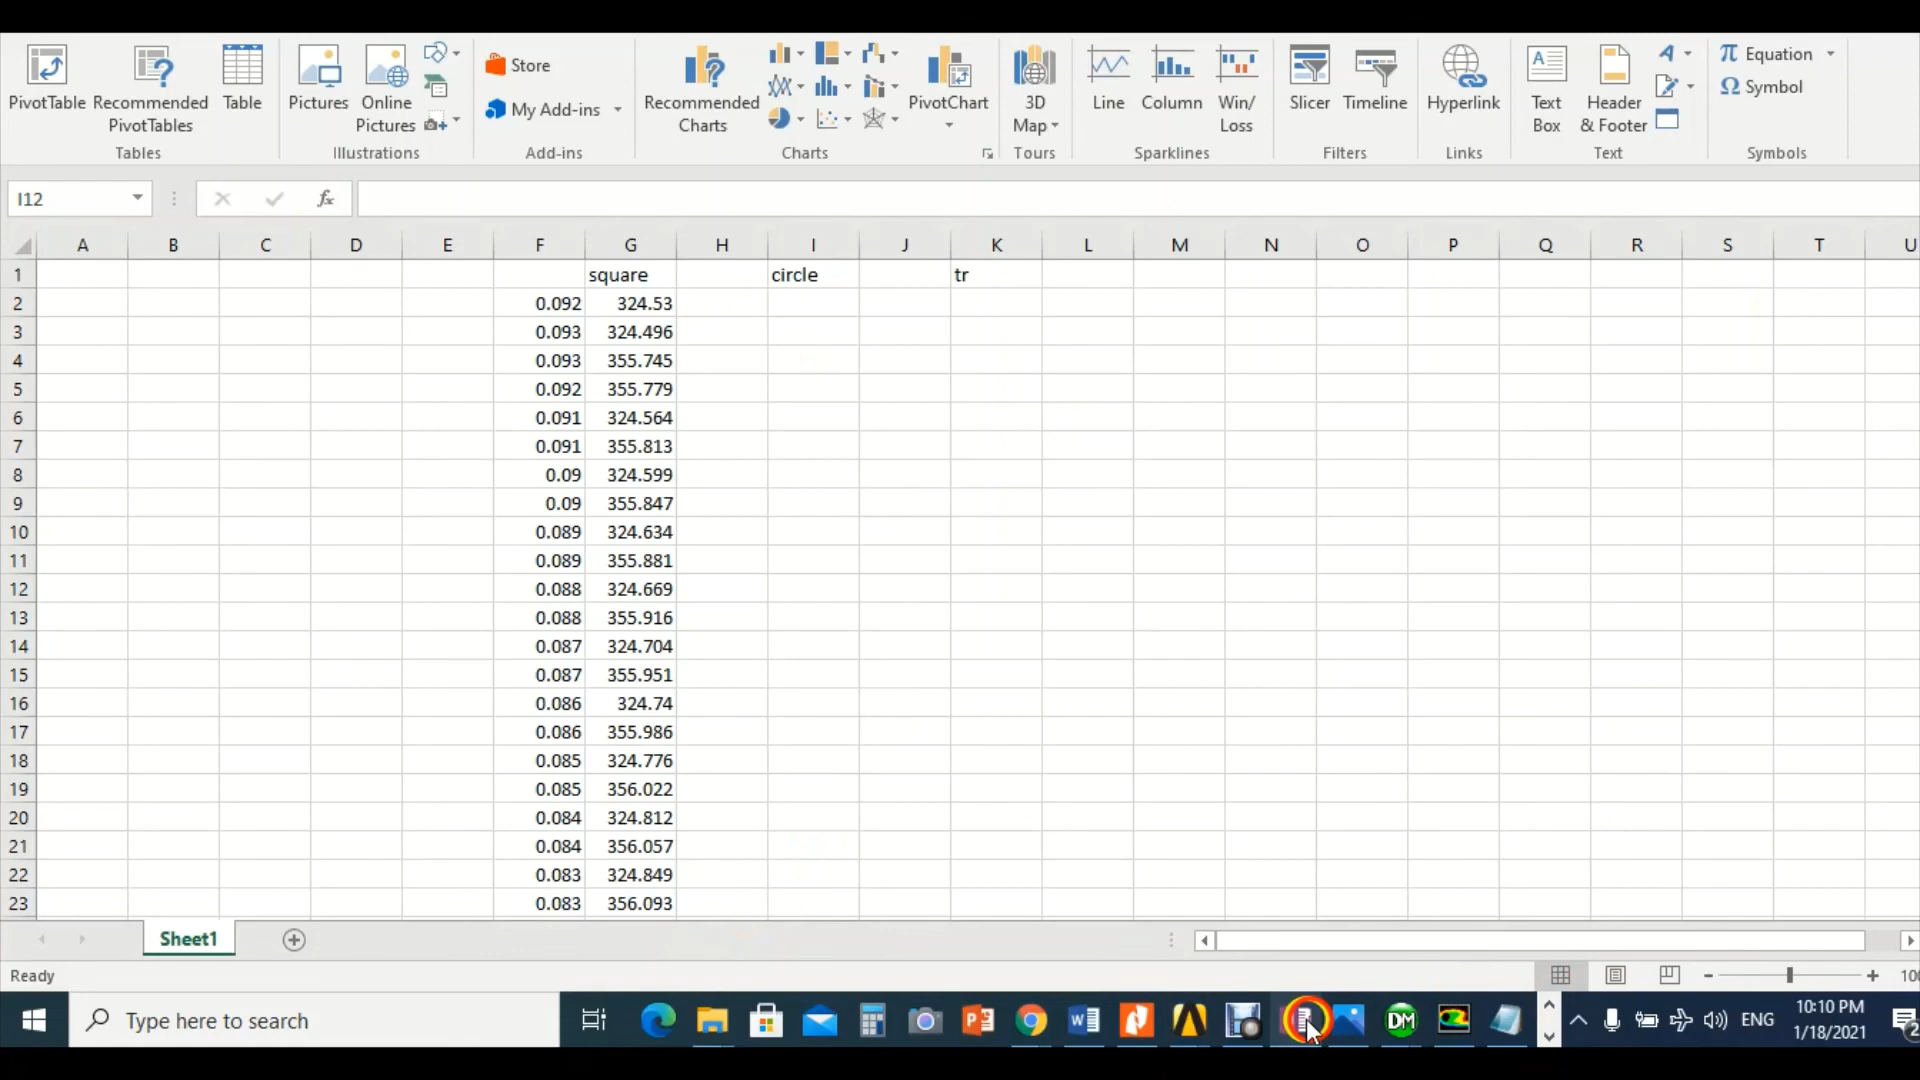 Store
My Add-ins
PivotTable
Recommended
PivotTables
Table
Pictures
Online
Pictures
Recommended
Charts
PivotChart
3D
Map
Line
Column
Win/
Loss
Slicer
Timeline
Hyperlink
Text
Box
Header
& Footer
π Equation
Ω Symbol
Tables
Illustrations
Add-ins
Charts
Tours
Sparklines
Filters
Links
Text
Symbols
I12
fx
A B C D E F G H I J K L M N O P Q R S T U
1 square circle tr
2 0.092 324.53
3 0.093 324.496
4 0.093 355.745
5 0.092 355.779
6 0.091 324.564
7 0.091 355.813
8 0.09 324.599
9 0.09 355.847
10 0.089 324.634
11 0.089 355.881
12 0.088 324.669
13 0.088 355.916
14 0.087 324.704
15 0.087 355.951
16 0.086 324.74
17 0.086 355.986
18 0.085 324.776
19 0.085 356.022
20 0.084 324.812
21 0.084 356.057
22 0.083 324.849
23 0.083 356.093
Sheet1
Ready
Type here to search
DM
ENG
10:10 PM
1/18/2021